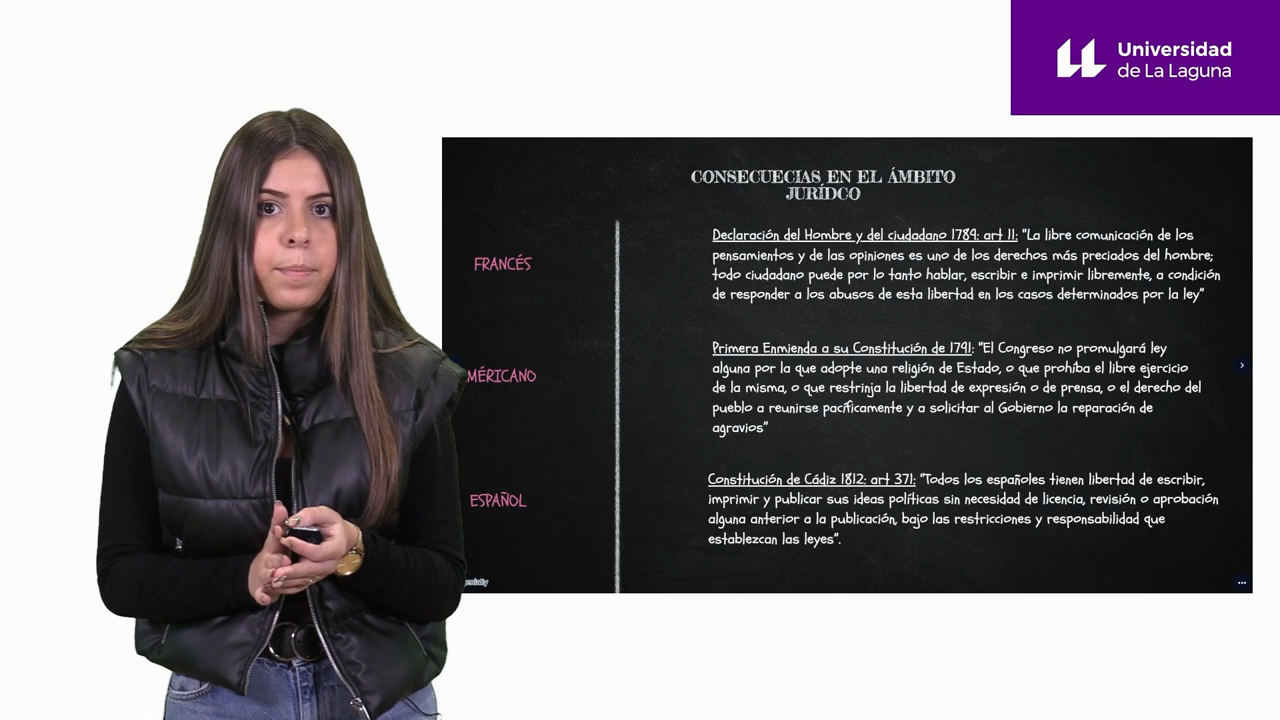 Universidad
de La Laguna
CONSECUECIAS EN EL ÁMBITO
JURÍDCO
FRANCÉS
Declaración del Hombre y del ciudadano 1789: art 11: "La libre comunicación de los
pensamientos y de las opiniones es uno de los derechos más preciados del hombre;
todo ciudadano puede por lo tanto hablar, escribir e imprimir libremente, a condición
de responder a los abusos de esta libertad en los casos determinados por la ley"
MÉRICANO
Primera Enmienda a su Constitución de 1791: "El Congreso no promulgará ley
alguna por la que adopte una religión de Estado, o que prohíba el libre ejercicio
de la misma, o que restrinja la libertad de expresión o de prensa, o el derecho del
pueblo a reunirse pacíficamente y a solicitar al Gobierno la reparación de
agravios"
ESPAÑOL
Constitución de Cádiz 1812: art 371: "Todos los españoles tienen libertad de escribir,
imprimir y publicar sus ideas políticas sin necesidad de licencia, revisión o aprobación
alguna anterior a la publicación, bajo las restricciones y responsabilidad que
establezcan las leyes".
enially